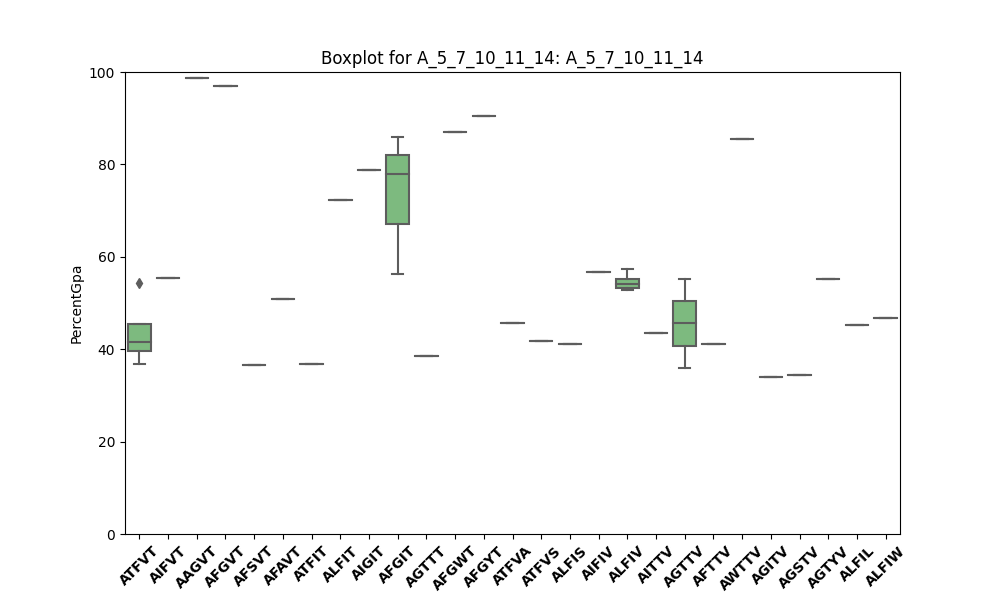 Boxplot for A_5_7_10_11_14: A_5_7_10_11_14
100
80
60
40
20
0
PercentGpa
ATFVT
AIFVT
AAGVT
AFGVT
AFSVT
AFAVT
ATFIT
ALFIT
AIGIT
AFGIT
AGTTT
AFGWT
AFGYT
ATFVA
ATFVS
ALFIS
AIFIV
ALFIV
AITTV
AGTTV
AFTTV
AWTTV
AGITV
AGSTV
AGTYV
ALFIL
ALFIW